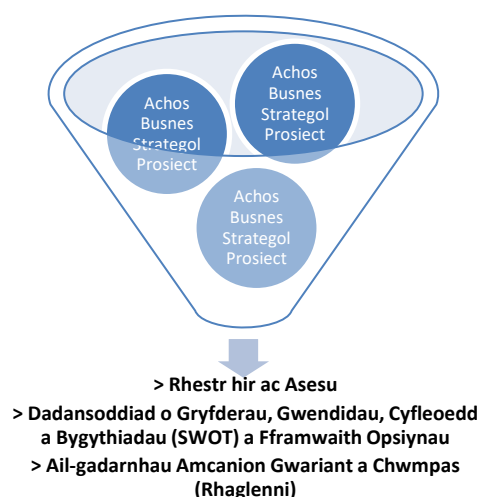 Achos
Busnes
Strategol
Prosiect
Achos
Busnes
Strategol
Prosiect
Achos
Busnes
Strategol
Prosiect
> Rhestr hir ac Asesu
> Dadansoddiad o Gryfderau, Gwendidau, Cyfleoedd
a Bygythiadau (SWOT) a Fframwaith Opsiynau
> Ail-gadarnhau Amcanion Gwariant a Chwmpas
(Rhaglenni)